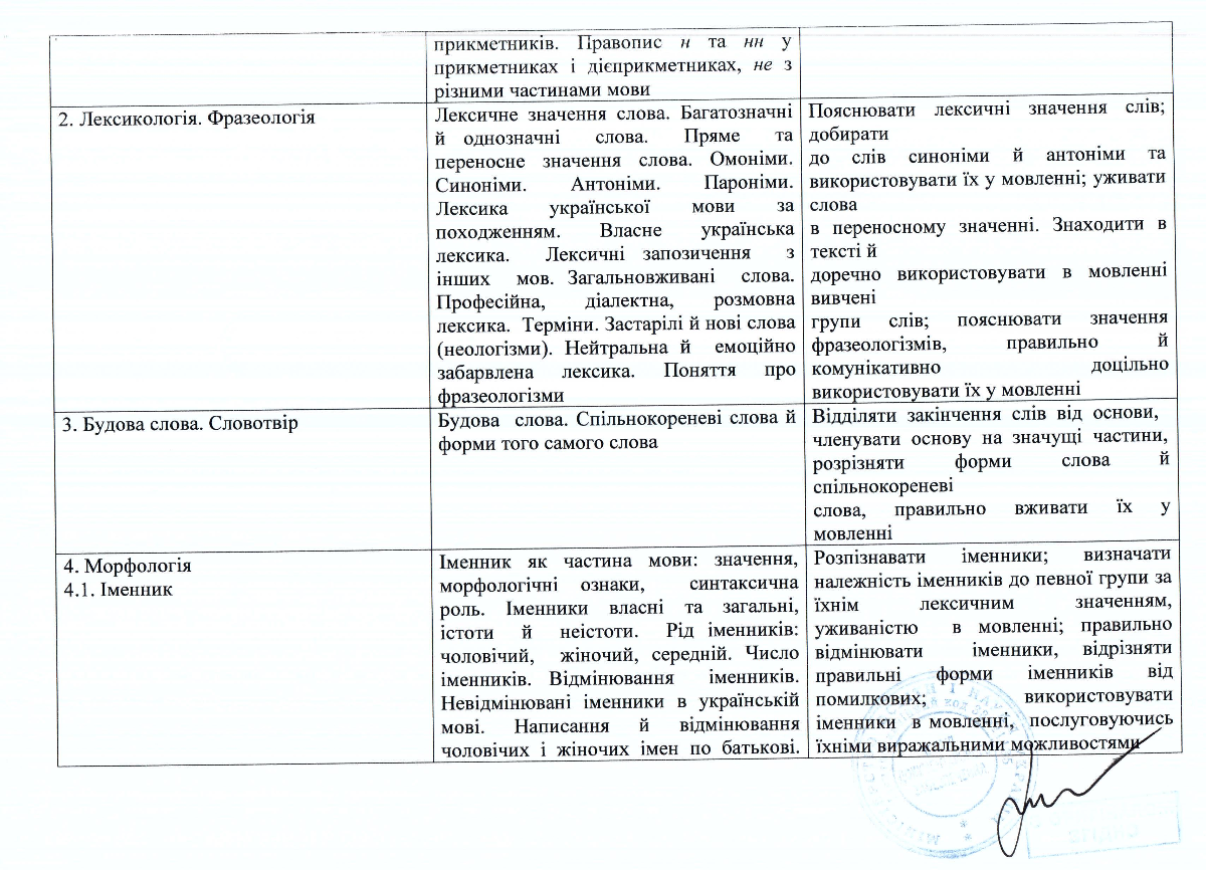 прикметників. Правопис н та нн у
прикметниках і дієприкметниках, не з
різними частинами мови
2. Лексикологія. Фразеологія
Лексичне значення слова. Багатозначні
й однозначні слова. Пряме та
переносне значення слова. Омоніми.
Синоніми. Антоніми. Пароніми.
Лексика української мови за
походженням. Власне українська
лексика. Лексичні запозичення з
інших мов. Загальновживані слова.
Професійна, діалектна, розмовна
лексика. Терміни. Застарілі й нові слова
(неологізми). Нейтральна й емоційно
забарвлена лексика. Поняття про
фразеологізми
Пояснювати лексичні значення слів;
добирати
до слів синоніми й антоніми та
використовувати їх у мовленні; уживати
слова
в переносному значенні. Знаходити в
тексті й
доречно використовувати в мовленні
вивчені
групи слів; пояснювати значення
фразеологізмів, правильно й
комунікативно доцільно
використовувати їх у мовленні
3. Будова слова. Словотвір
Будова слова. Спільнокореневі слова й
форми того самого слова
Відділяти закінчення слів від основи,
членувати основу на значущі частини,
розрізняти форми слова й
спільнокореневі
слова, правильно вживати їх у
мовленні
4. Морфологія
4.1. Іменник
Іменник як частина мови: значення,
морфологічні ознаки, синтаксична
роль. Іменники власні та загальні,
істоти й неістоти. Рід іменників:
чоловічий, жіночий, середній. Число
іменників. Відмінювання іменників.
Невідмінювані іменники в українській
мові. Написання й відмінювання
чоловічих і жіночих імен по батькові.
Розпізнавати іменники; визначати
належність іменників до певної групи за
їхнім лексичним значенням,
уживаністю в мовленні; правильно
відмінювати іменники, відрізняти
правильні форми іменників від
помилкових; використовувати
іменники в мовленні, послуговуючись
їхніми виражальними можливостями